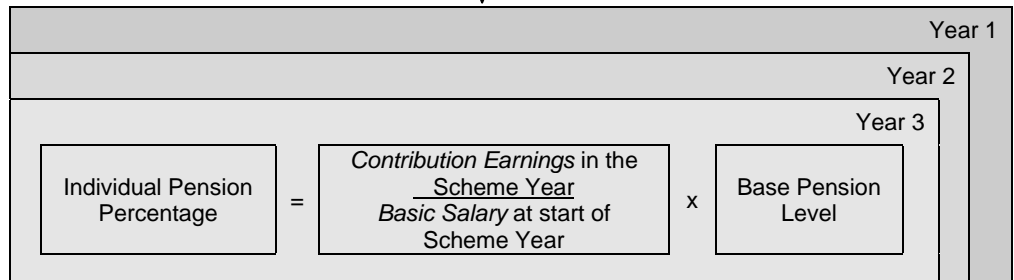 Year 1
Year 2
Year 3
Individual Pension
Percentage
=
Contribution Earnings in the
Scheme Year
Basic Salary at start of
Scheme Year
x
Base Pension
Level